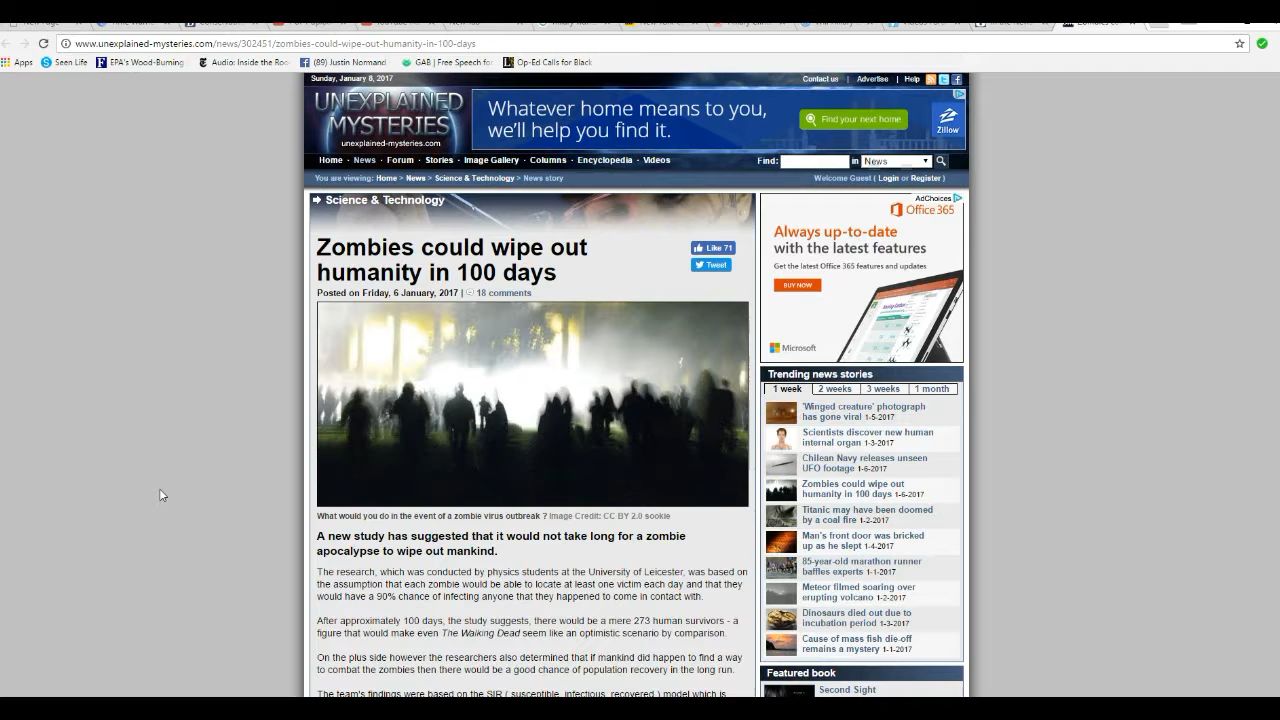 www.unexplained-mysteries.com/news/302451/zombies-could-wipe-out-humanity-in-100-days
Apps
Seen Life
EPA's Wood-Burning
Audio: Inside the Roo
(89) Justin Normand
GAB | Free Speech for
Op-Ed Calls for Black
Sunday, January 8, 2017
Contact us | Advertise | Help
UNEXPLAINED
MYSTERIES
unexplained-mysteries.com
Whatever home means to you,
we'll help you find it.
Find your next home
Zillow
Home · News · Forum · Stories · Image Gallery · Columns · Encyclopedia · Videos
Find: in News
You are viewing: Home > News > Science & Technology > News story
Welcome Guest ( Login or Register )
Science & Technology
Zombies could wipe out
humanity in 100 days
Like 71
Tweet
Posted on Friday, 6 January, 2017 | 18 comments
What would you do in the event of a zombie virus outbreak ? Image Credit: CC BY 2.0 sookie
A new study has suggested that it would not take long for a zombie
apocalypse to wipe out mankind.
The research, which was conducted by physics students at the University of Leicester, was based on
the assumption that each zombie would be able to locate at least one victim each day and that they
would have a 90% chance of infecting anyone that they happened to come in contact with.
After approximately 100 days, the study suggests, there would be a mere 273 human survivors - a
figure that would make even The Walking Dead seem like an optimistic scenario by comparison.
On the plus side however the researchers also determined that if mankind did happen to find a way
to combat the zombies then there would be a good chance of population recovery in the long run.
The team's findings were based on the SIR ( susceptible, infectious, recovered ) model which is
AdChoices
Office 365
Always up-to-date
with the latest features
Get the latest Office 365 features and updates
BUY NOW
Microsoft
Trending news stories
1 week
2 weeks
3 weeks
1 month
'Winged creature' photograph
has gone viral 1-5-2017
Scientists discover new human
internal organ 1-3-2017
Chilean Navy releases unseen
UFO footage 1-6-2017
Zombies could wipe out
humanity in 100 days 1-6-2017
Titanic may have been doomed
by a coal fire 1-2-2017
Man's front door was bricked
up as he slept 1-4-2017
85-year-old marathon runner
baffles experts 1-1-2017
Meteor filmed soaring over
erupting volcano 1-2-2017
Dinosaurs died out due to
incubation period 1-3-2017
Cause of mass fish die-off
remains a mystery 1-1-2017
Featured book
Second Sight